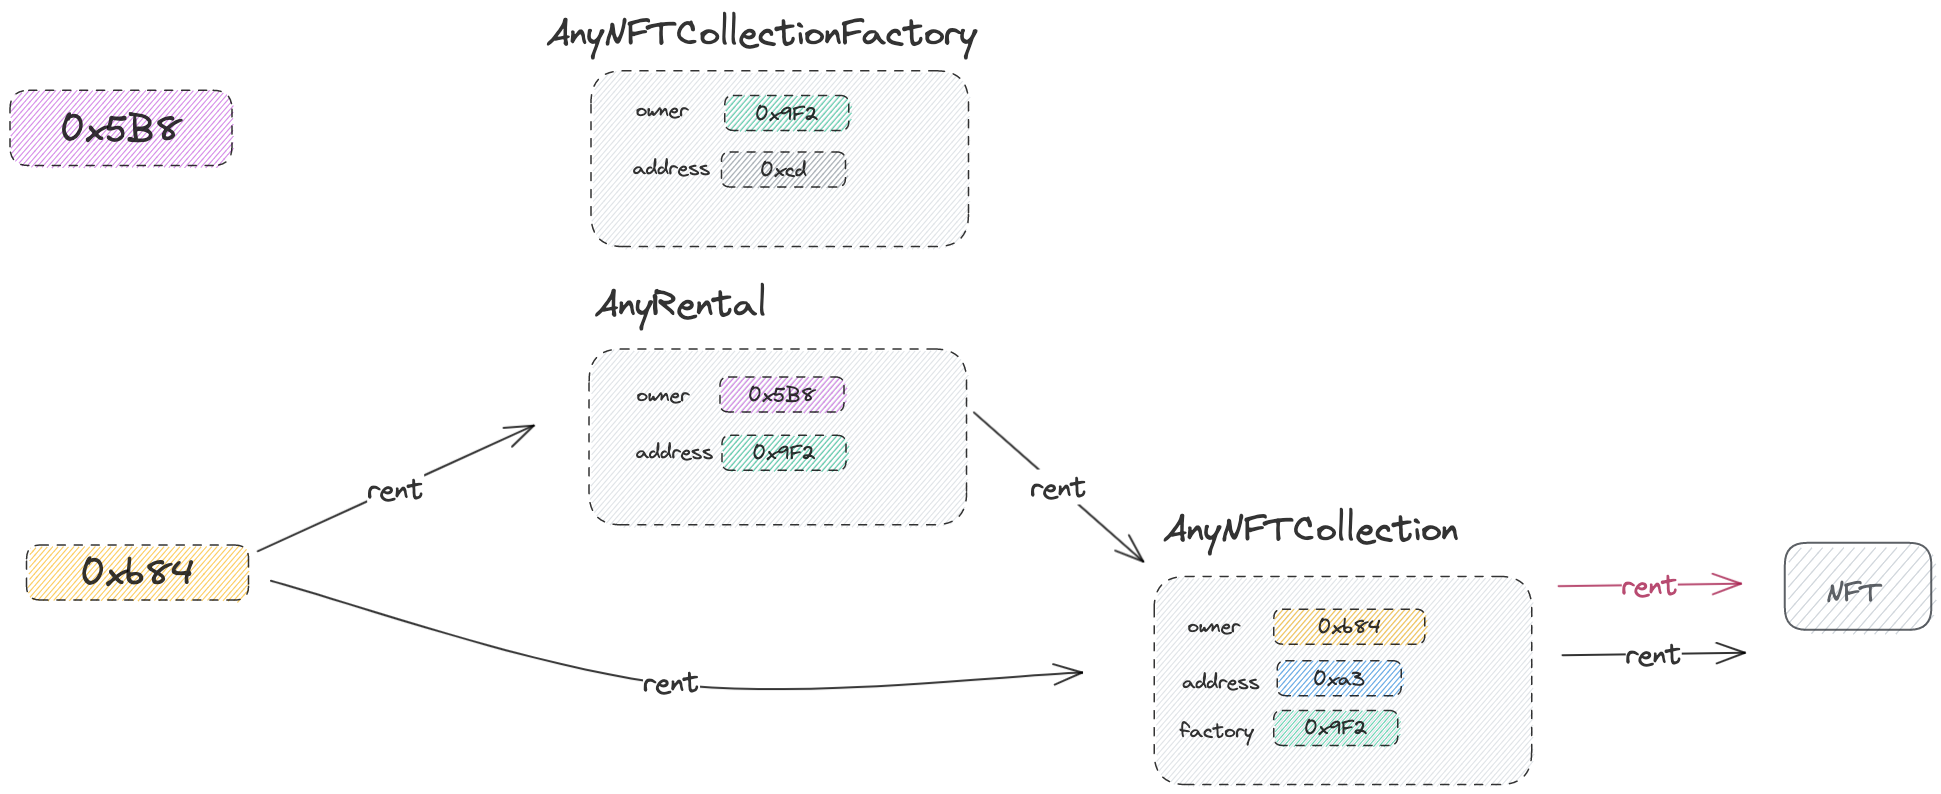 AnyNFTCollectionFactory
0x5B8
owner 0x9F2
address 0xcd
AnyRental
owner 0x5B8
address 0x9F2
rent
rent
0xb84
AnyNFTCollection
rent
NFT
owner 0xb84
rent
address 0xa3
rent
factory 0x9F2